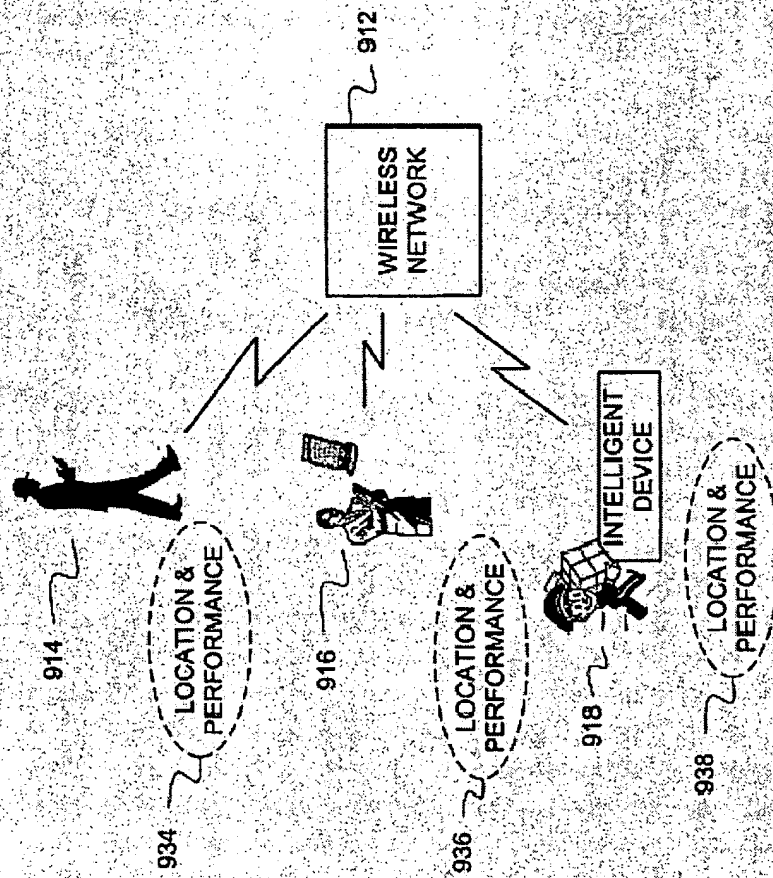 914
LOCATION &
PERFORMANCE
934
916
LOCATION &
PERFORMANCE
936
918
INTELLIGENT
DEVICE
LOCATION &
PERFORMANCE
938
WIRELESS
NETWORK
912